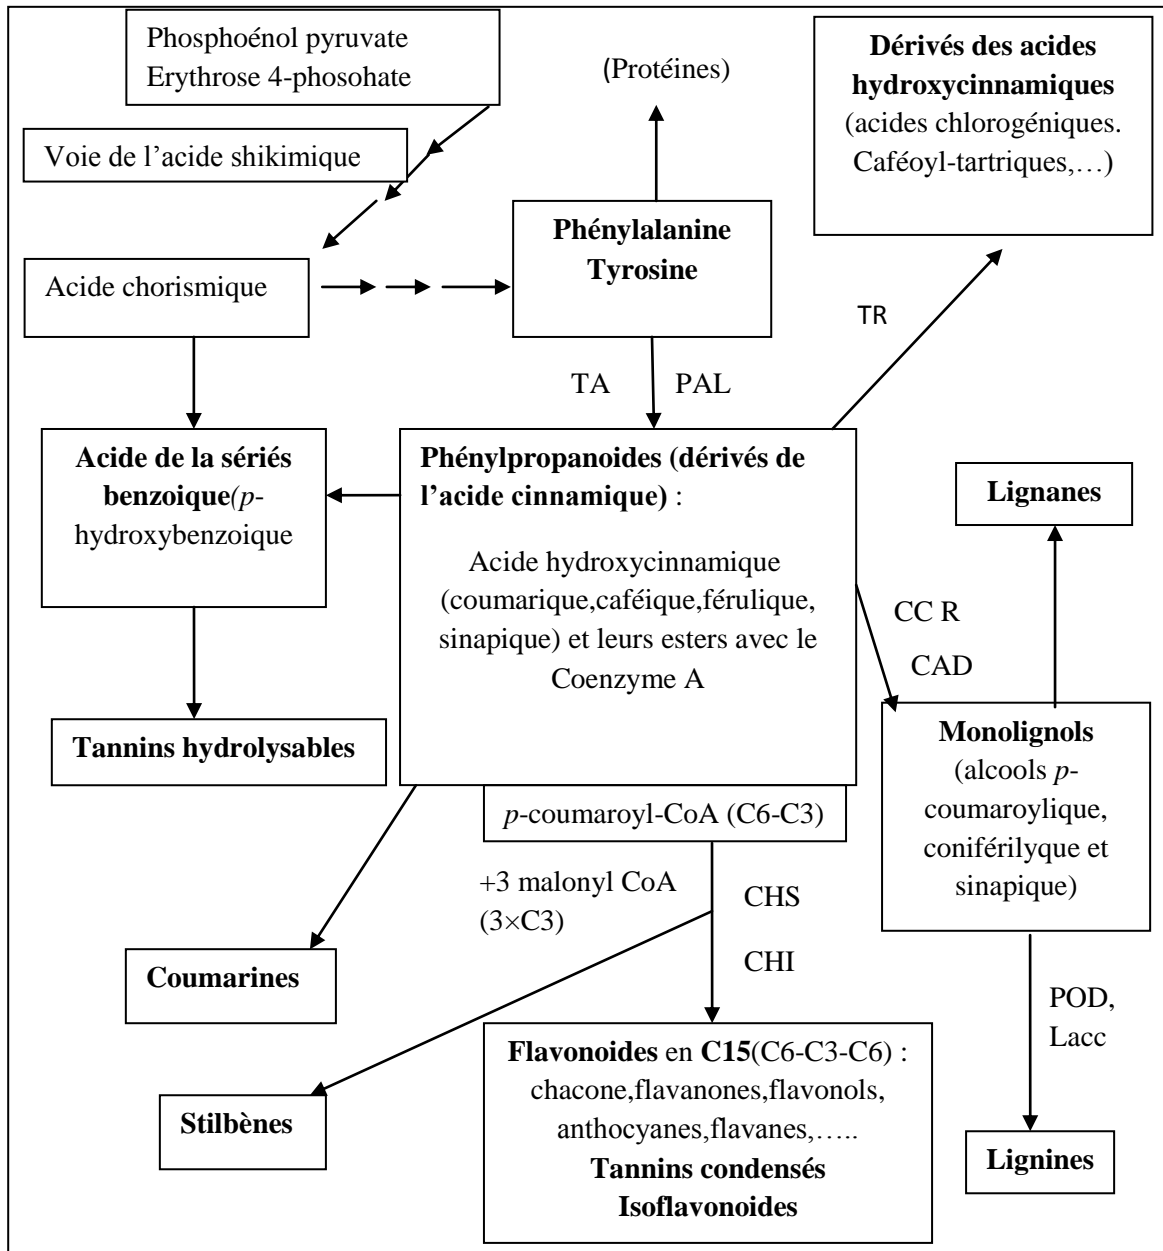 Phosphoénol pyruvate
Erythrose 4-phosohate
(Protéines)
Dérivés des acides
hydroxycinnamiques
(acides chlorogéniques.
Caféoyl-tartriques,…)
Voie de l’acide shikimique
Phénylalanine
Tyrosine
Acide chorismique
TR
TA
PAL
Acide de la sériés
benzoique(p-
hydroxybenzoique
Phénylpropanoides (dérivés de
l’acide cinnamique) :
Acide hydroxycinnamique
(coumarique,caféique,férulique,
sinapique) et leurs esters avec le
Coenzyme A
Lignanes
CC R
CAD
Tannins hydrolysables
Monolignols
(alcools p-
coumaroylique,
coniférilyque et
sinapique)
p-coumaroyl-CoA (C6-C3)
+3 malonyl CoA
(3×C3)
CHS
CHI
Coumarines
POD,
Lacc
Flavonoides en C15(C6-C3-C6) :
chacone,flavanones,flavonols,
anthocyanes,flavanes,…..
Tannins condensés
Isoflavonoides
Stilbènes
Lignines